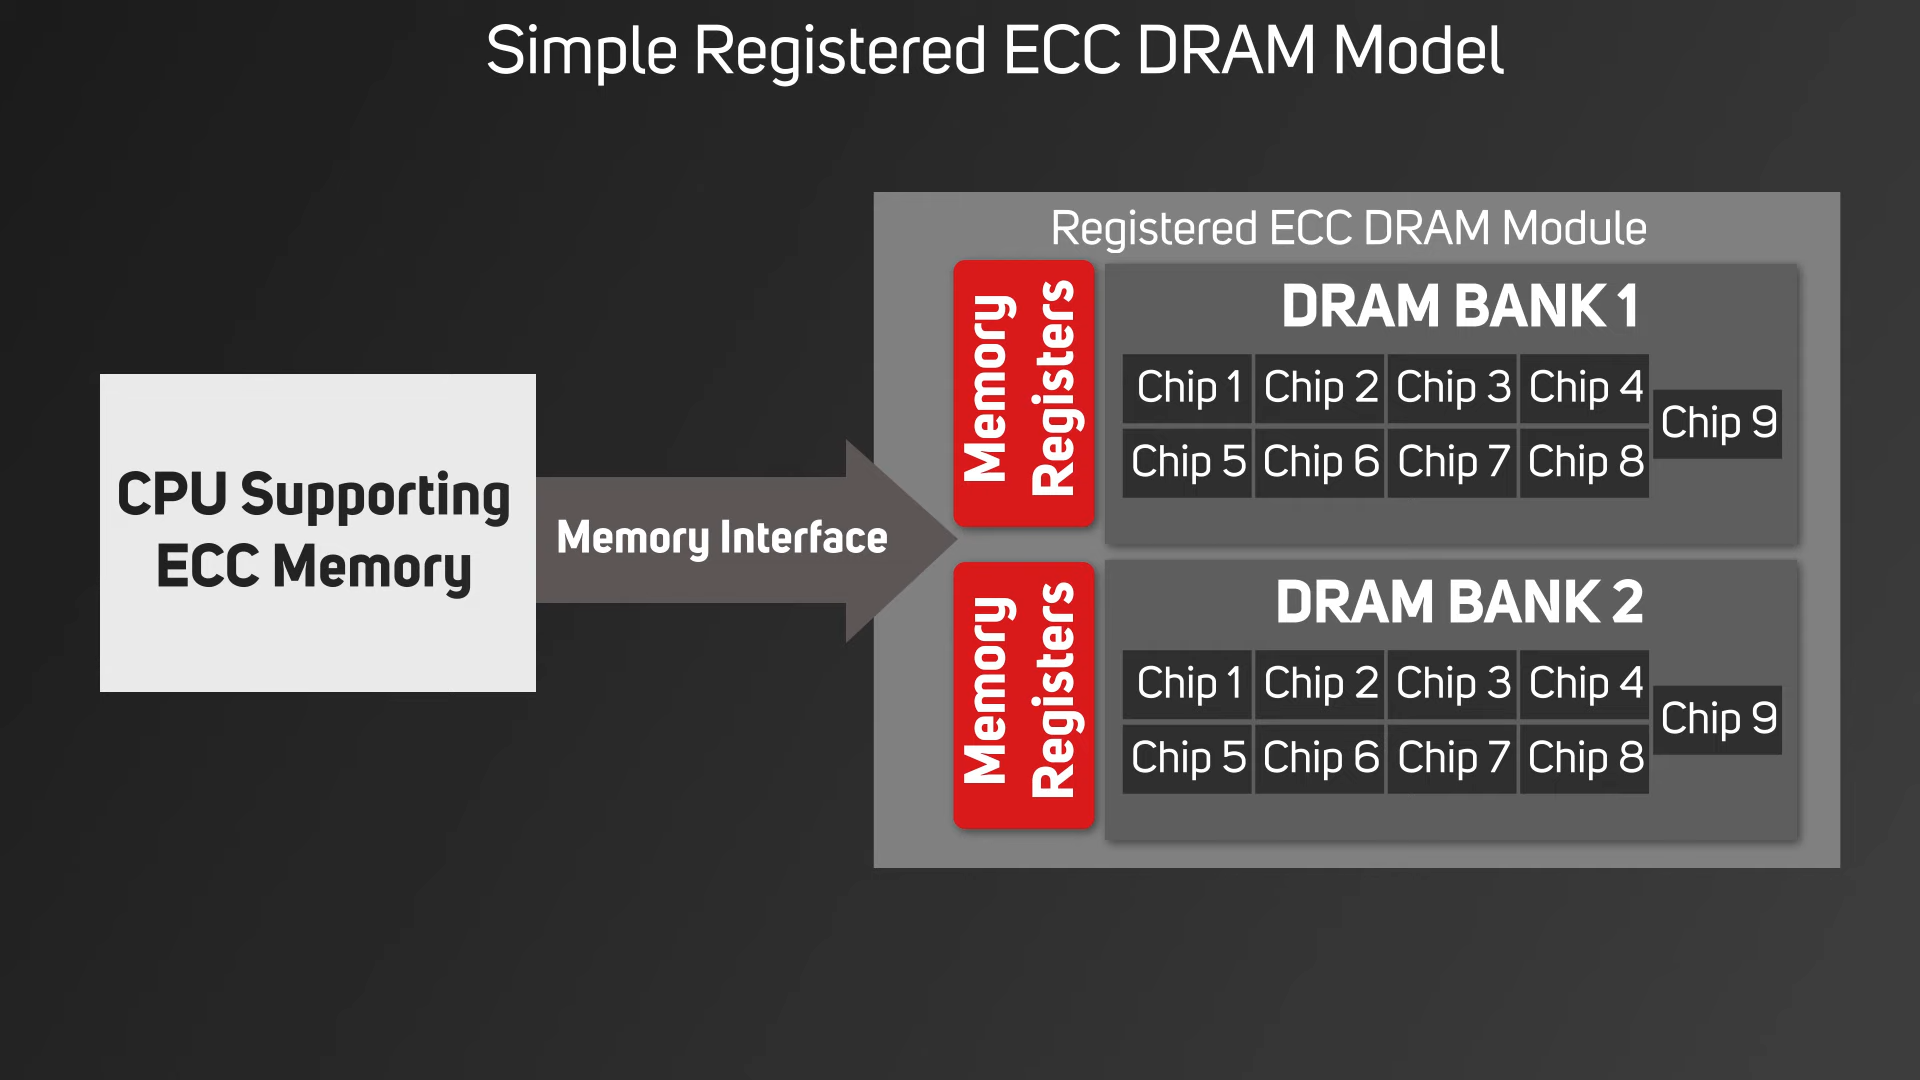 Simple Registered ECC DRAM Model
CPU Supporting
ECC Memory
Memory Interface
Registered ECC DRAM Module
Memory
Registers
DRAM BANK 1
Chip 1 Chip 2 Chip 3 Chip 4
Chip 9
Chip 5 Chip 6 Chip 7 Chip 8
Memory
Registers
DRAM BANK 2
Chip 1 Chip 2 Chip 3 Chip 4
Chip 9
Chip 5 Chip 6 Chip 7 Chip 8